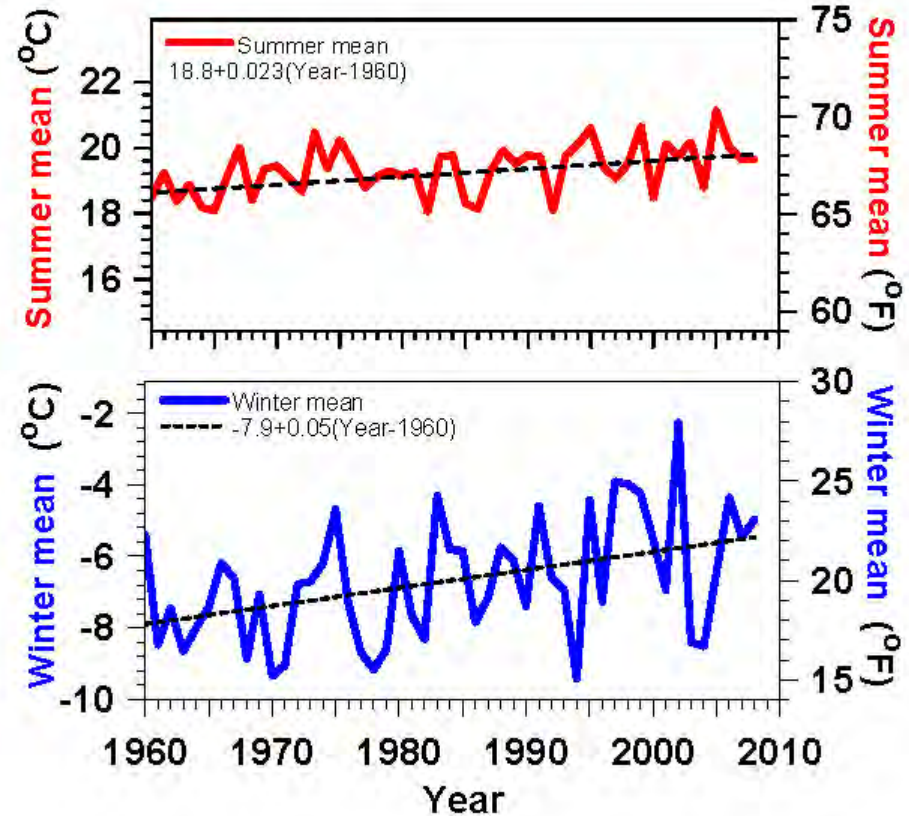 Summer mean (°C)
22
20
18
16
Summer mean
18.8+0.023(Year-1960)
75
70
65
60
Summer mean (°F)
Winter mean (°C)
-2
-4
-6
-8
-10
Winter mean
-7.9+0.05(Year-1960)
30
25
20
15
Winter mean (°F)
1960 1970 1980 1990 2000 2010
Year